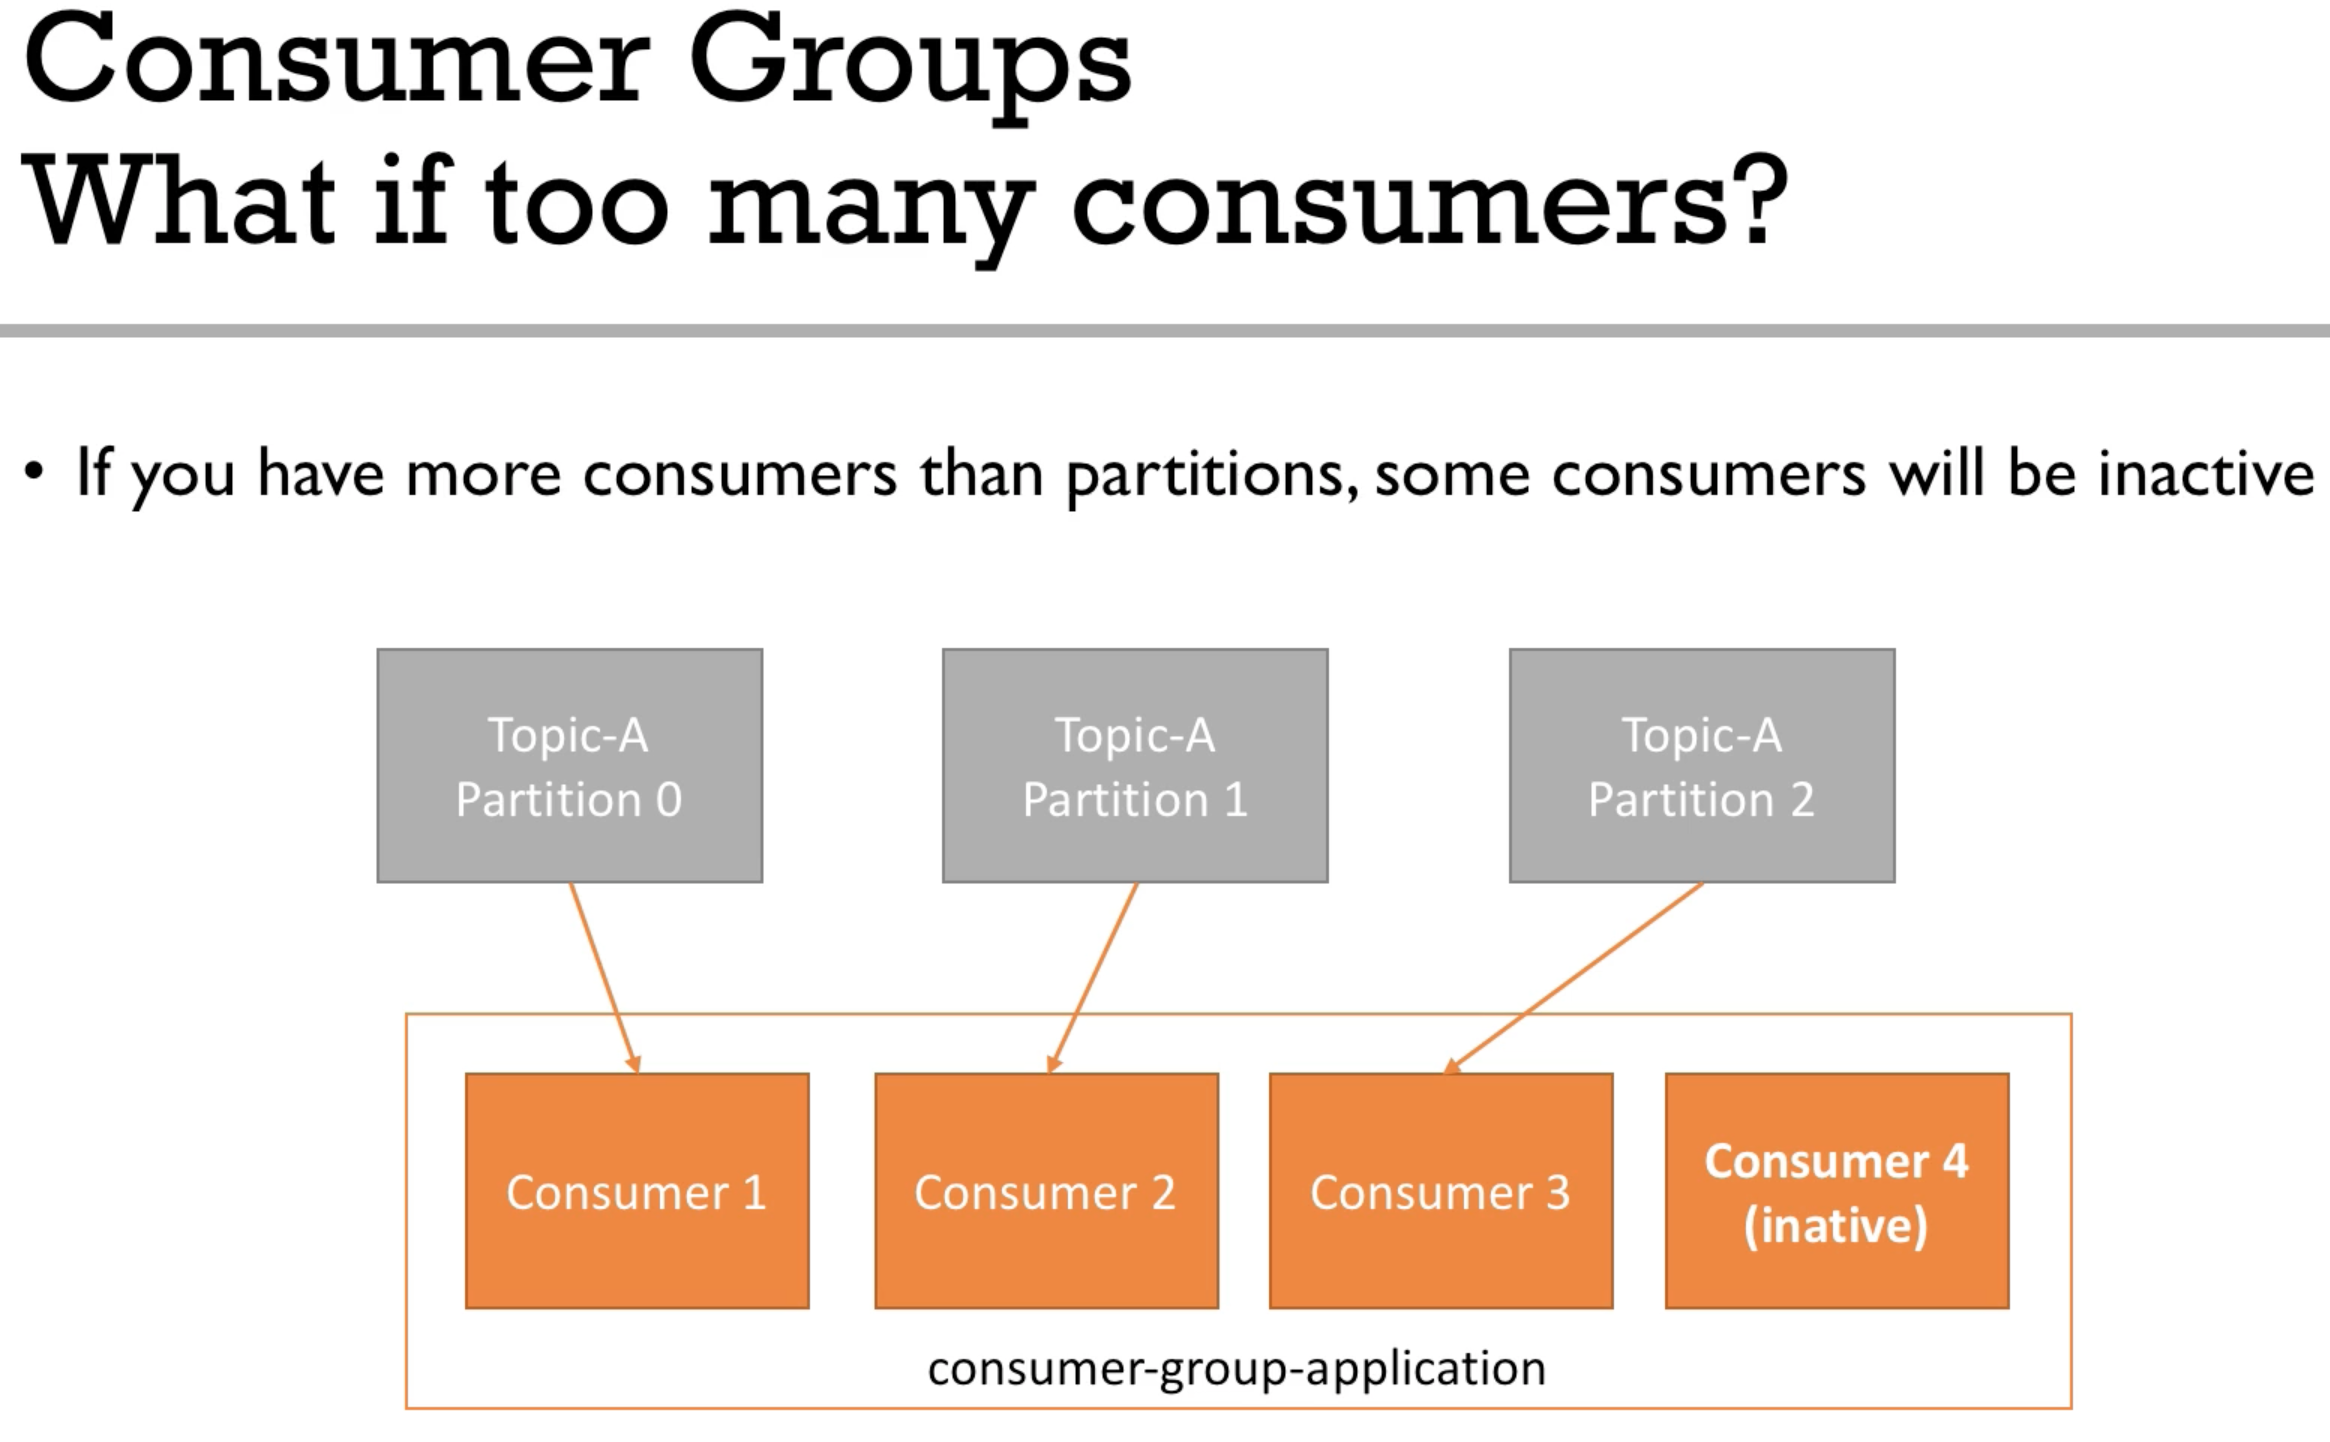 Consumer Groups
What if too many consumers?
• If you have more consumers than partitions, some consumers will be inactive
Topic-A
Partition 0
Topic-A
Partition 1
Topic-A
Partition 2
Consumer 1
Consumer 2
Consumer 3
Consumer 4
(inative)
consumer-group-application